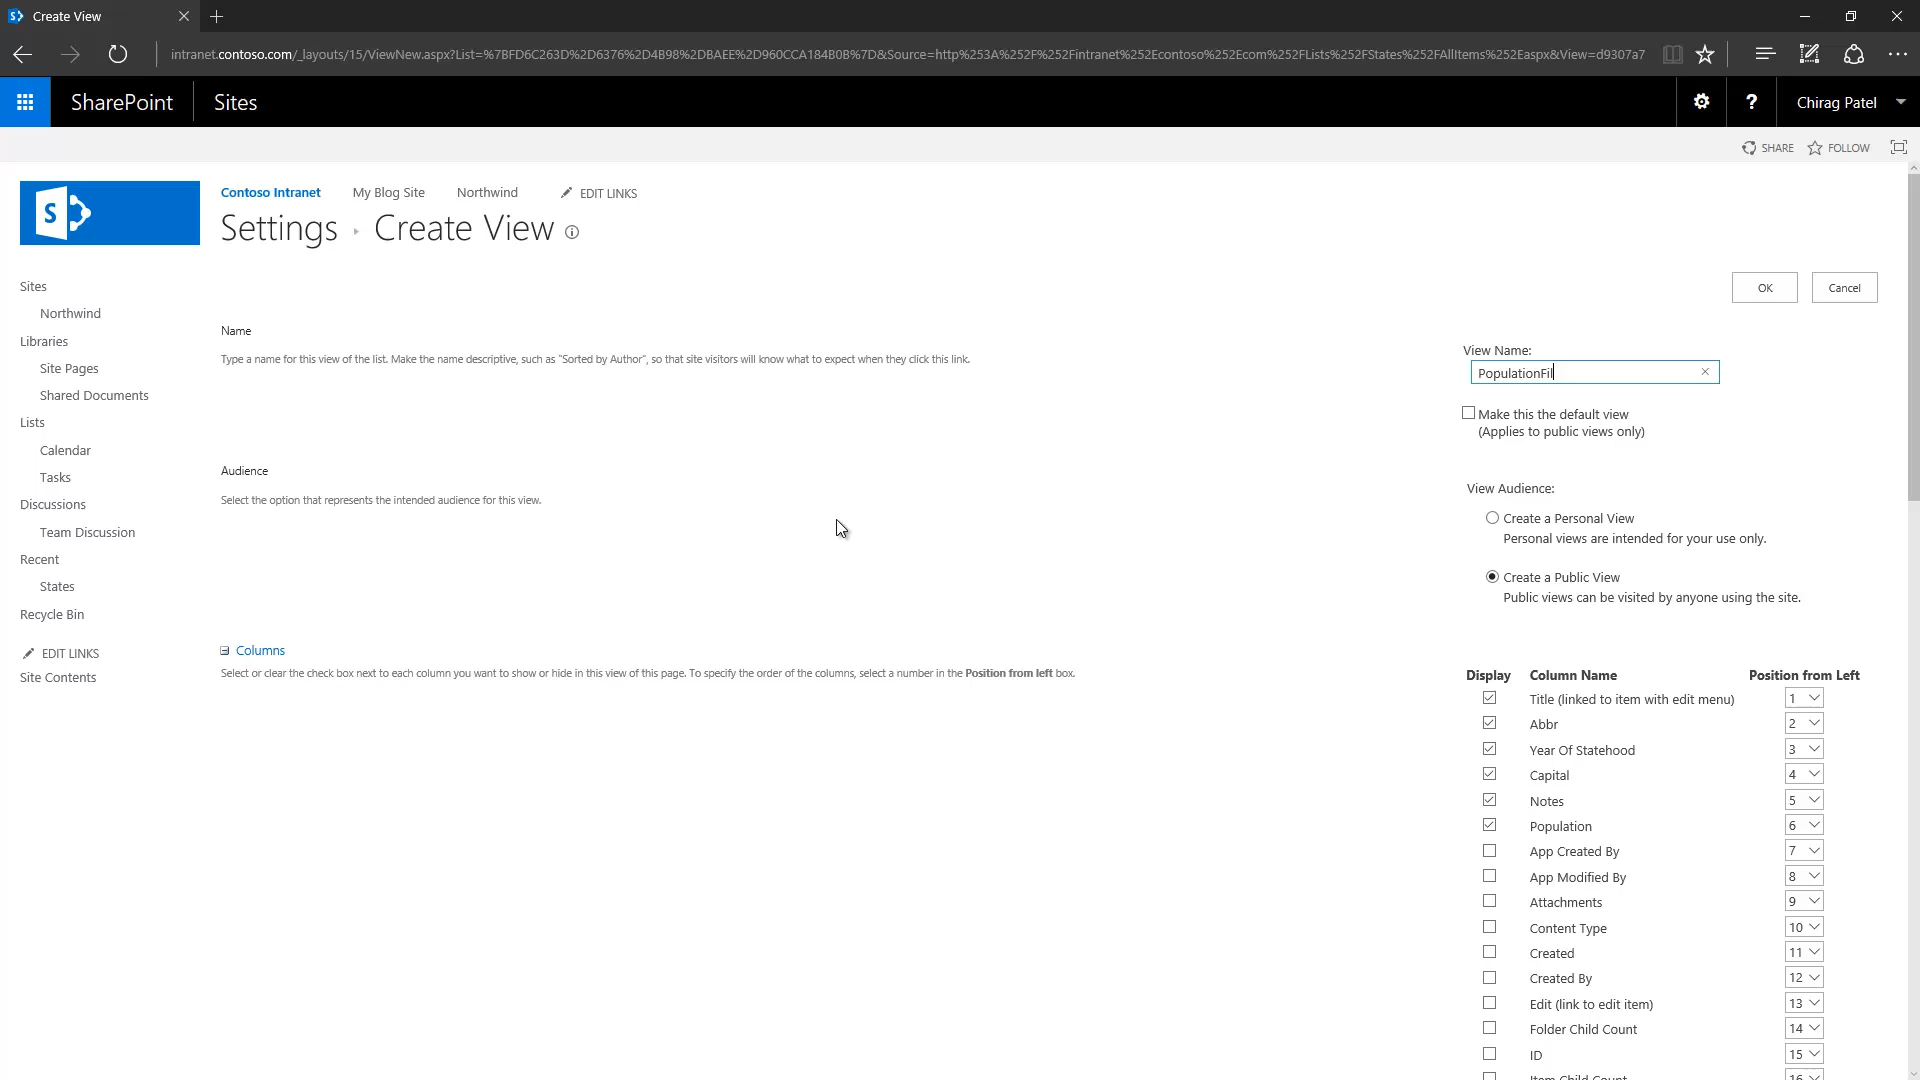 Create View
intranet.contoso.com/_layouts/15/ViewNew.aspx?List=%7BFD6C263D%2D6376%2D4B98%2DBAEE%2D960CCA184B0B%7D&Source=http%253A%252F%252Fintranet%252Econtoso%252Ecom%252FLists%252FStates%252FAllItems%252Easpx&View=d9307a7
SharePoint
Sites
?
Chirag Patel
SHARE
FOLLOW
S
Contoso Intranet
My Blog Site
Northwind
EDIT LINKS
Settings
Create View
Sites
Northwind
Libraries
Site Pages
Shared Documents
Lists
Calendar
Tasks
Discussions
Team Discussion
Recent
States
Recycle Bin
EDIT LINKS
Site Contents
OK
Cancel
Name
Type a name for this view of the list. Make the name descriptive, such as "Sorted by Author", so that site visitors will know what to expect when they click this link.
View Name:
PopulationFil
Make this the default view
(Applies to public views only)
Audience
Select the option that represents the intended audience for this view.
View Audience:
Create a Personal View
Personal views are intended for your use only.
Create a Public View
Public views can be visited by anyone using the site.
Columns
Select or clear the check box next to each column you want to show or hide in this view of this page. To specify the order of the columns, select a number in the Position from left box.
Display Column Name Position from Left
Title (linked to item with edit menu) 1
Abbr 2
Year Of Statehood 3
Capital 4
Notes 5
Population 6
App Created By 7
App Modified By 8
Attachments 9
Content Type 10
Created 11
Created By 12
Edit (link to edit item) 13
Folder Child Count 14
ID 15
Item Child Count 16